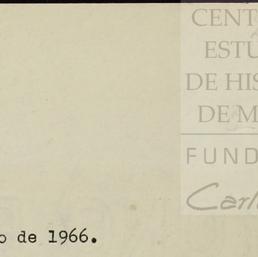 CENT
ESTU
DE HIS
DE M
FUND
Carl
o de 1966.